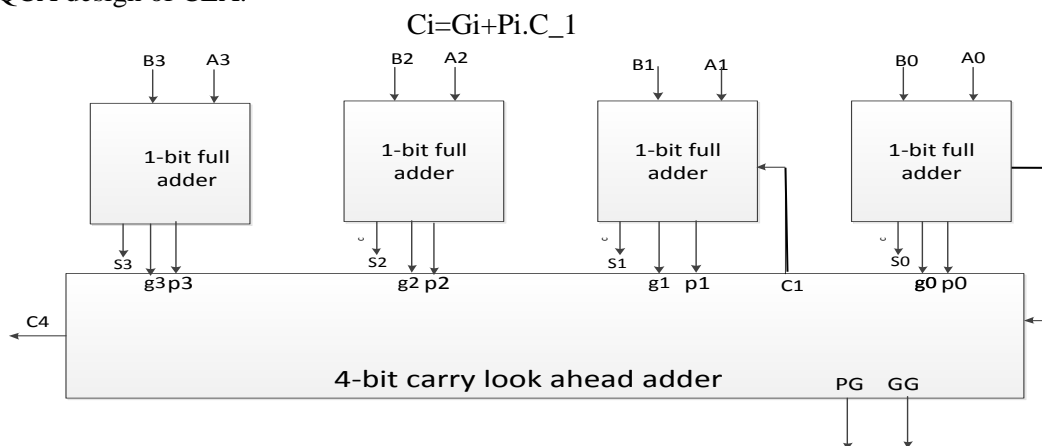 QCA design of CLA.
Ci=Gi+Pi.C_1
B3 A3 B2 A2 B1 A1 B0 A0
1-bit full
adder
1-bit full
adder
1-bit full
adder
1-bit full
adder
S3 S2 S1 S0
g3 p3 g2 p2 g1 p1 C1 g0 p0
C4
4-bit carry look ahead adder
PG GG